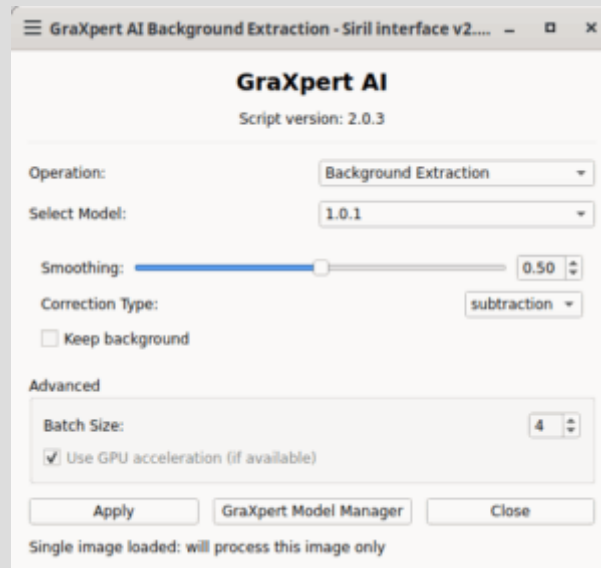 GraXpert AI Background Extraction - Siril interface v2....
GraXpert AI
Script version: 2.0.3
Operation: Background Extraction
Select Model: 1.0.1
Smoothing: 0.50
Correction Type: subtraction
Keep background
Advanced
Batch Size: 4
Use GPU acceleration (if available)
Apply GraXpert Model Manager Close
Single image loaded: will process this image only